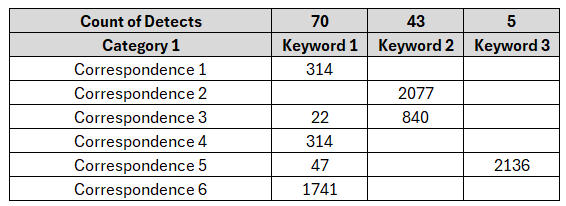 Count of Detects 70 43 5
Category 1 Keyword 1 Keyword 2 Keyword 3
Correspondence 1 314
Correspondence 2 2077
Correspondence 3 22 840
Correspondence 4 314
Correspondence 5 47 2136
Correspondence 6 1741